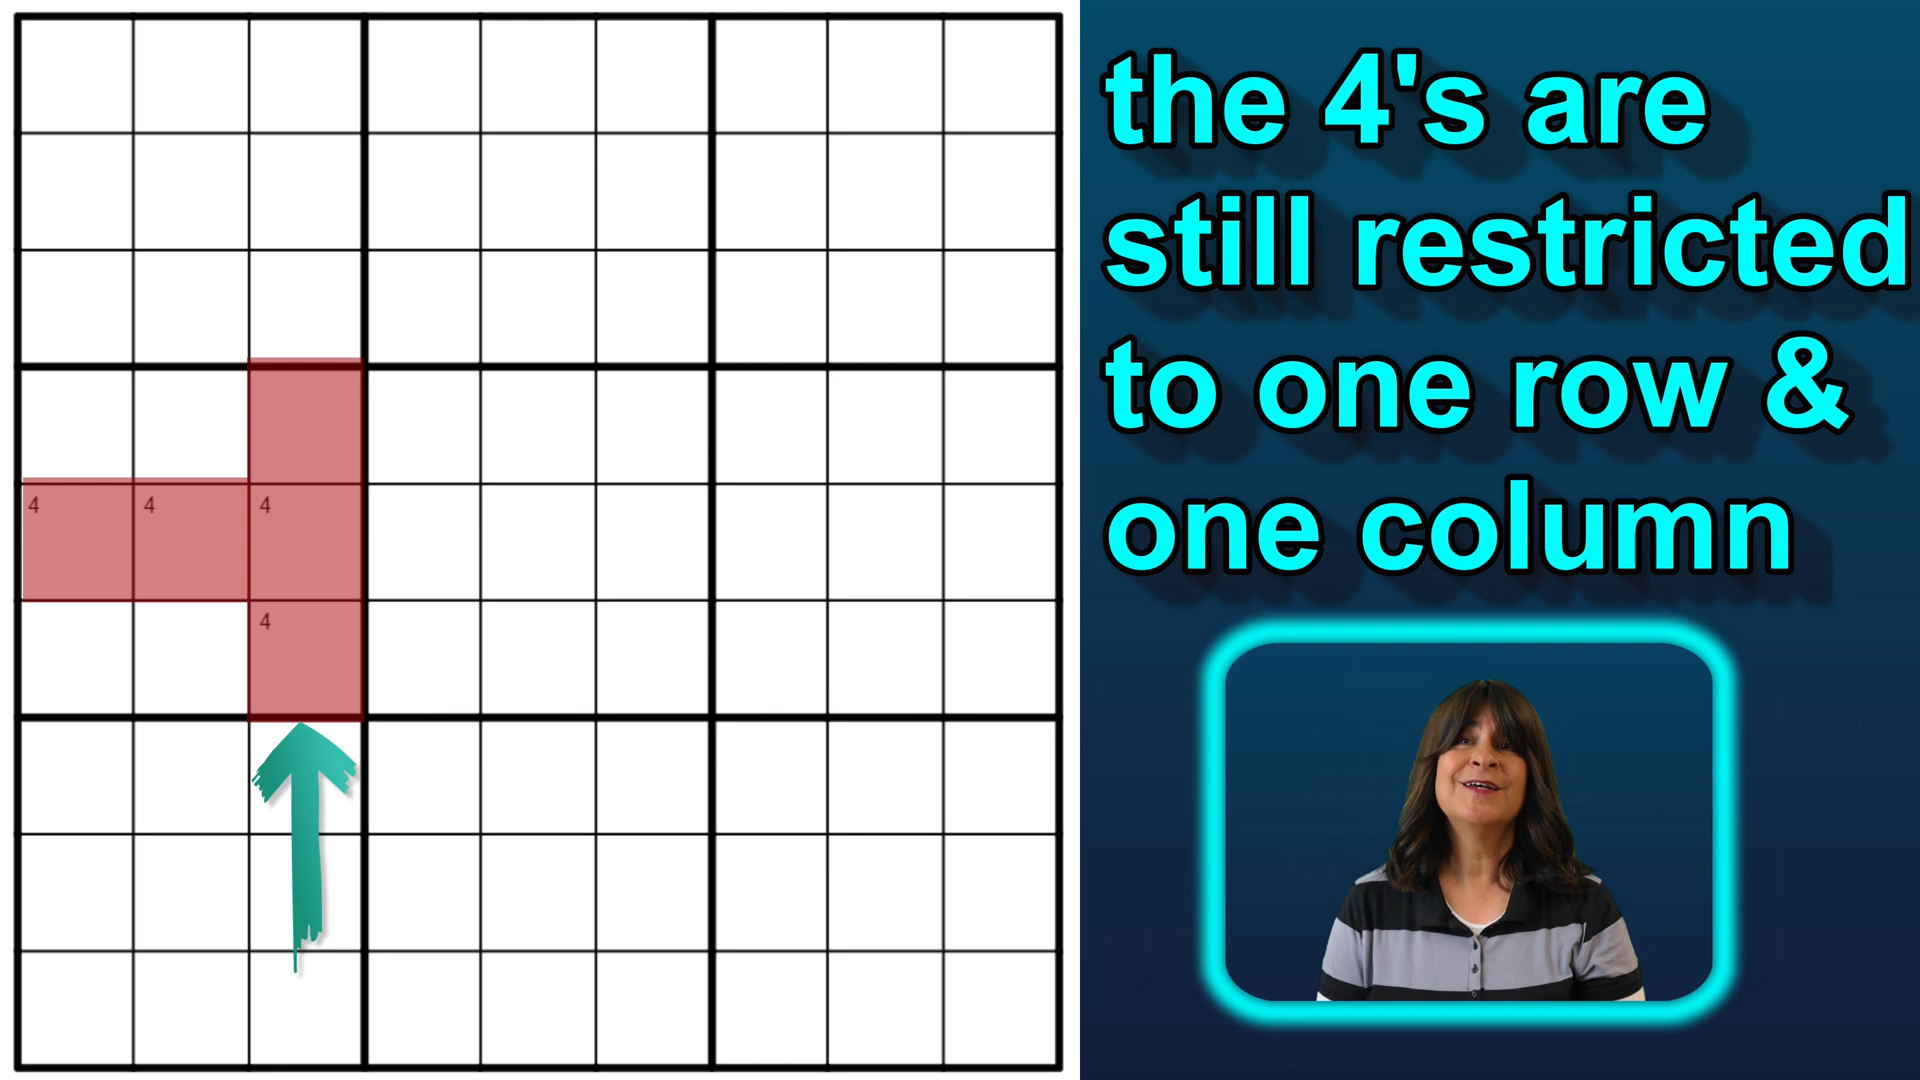 the 4's are
still restricted
to one row &
one column
4 4 4
4